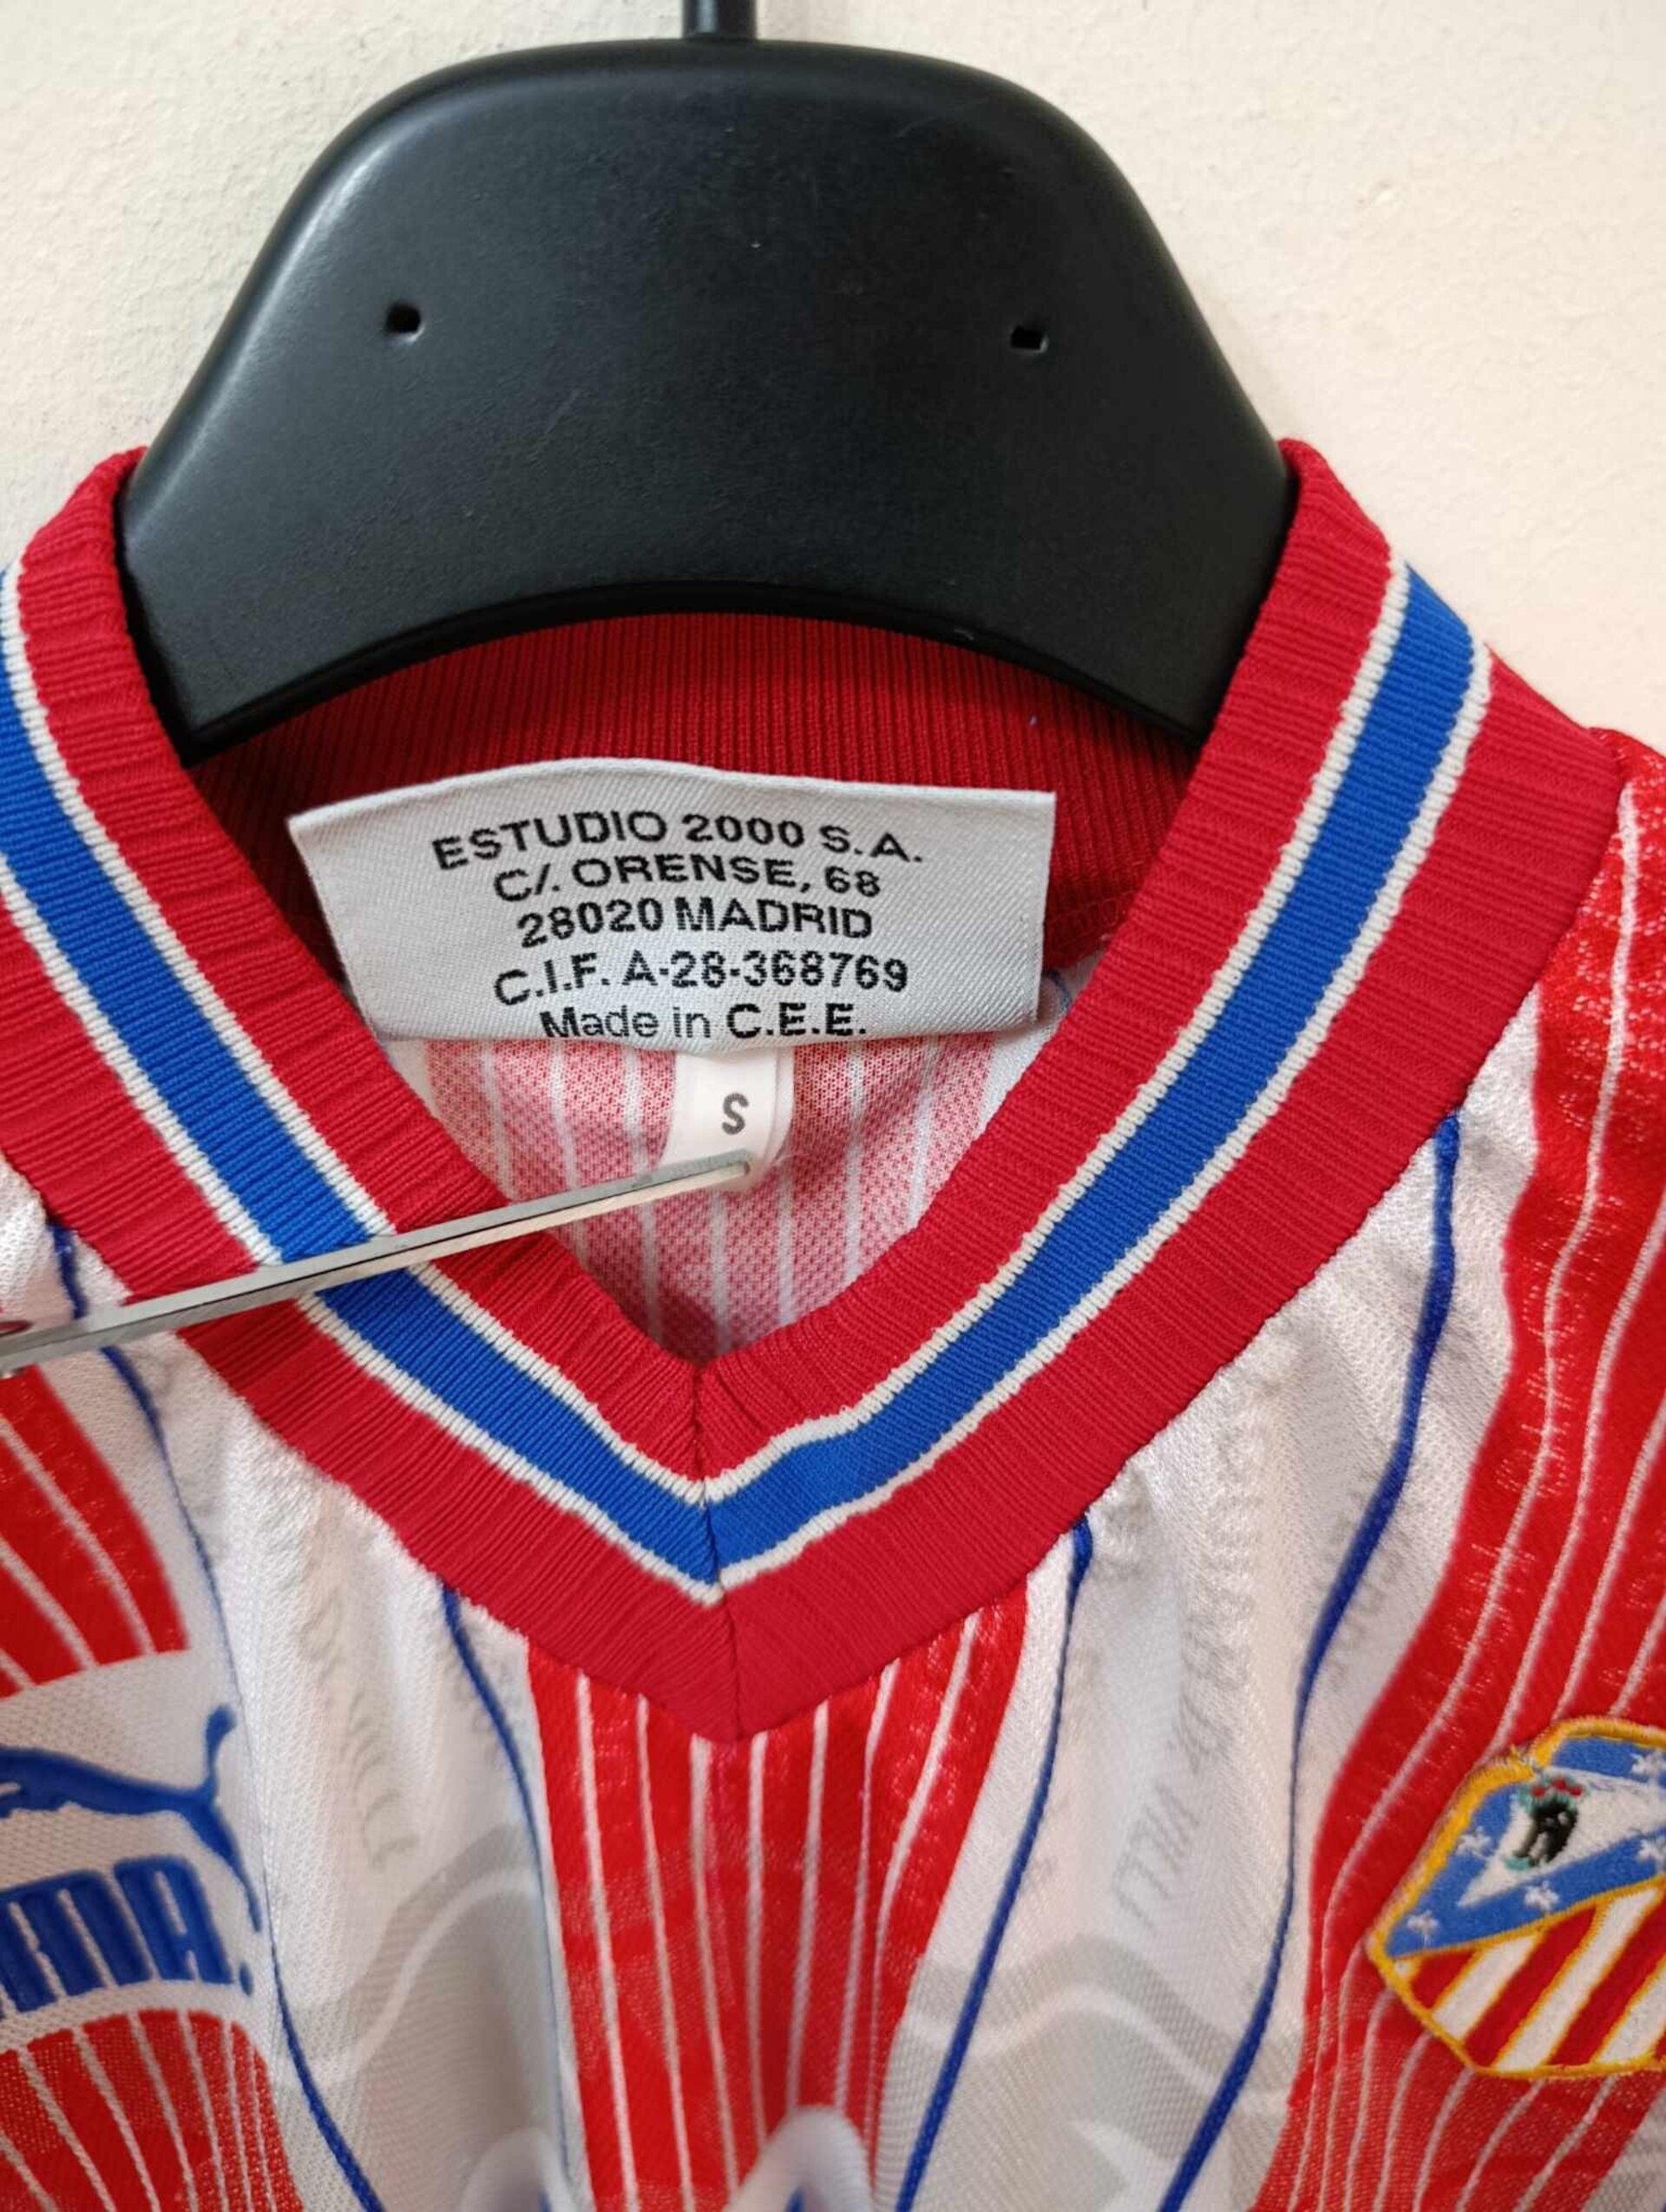 ESTUDIO 2000 S.A.
C/. ORENSE, 68
28020 MADRID
C.I.F. A-28-368769
Made in C.E.E.
S